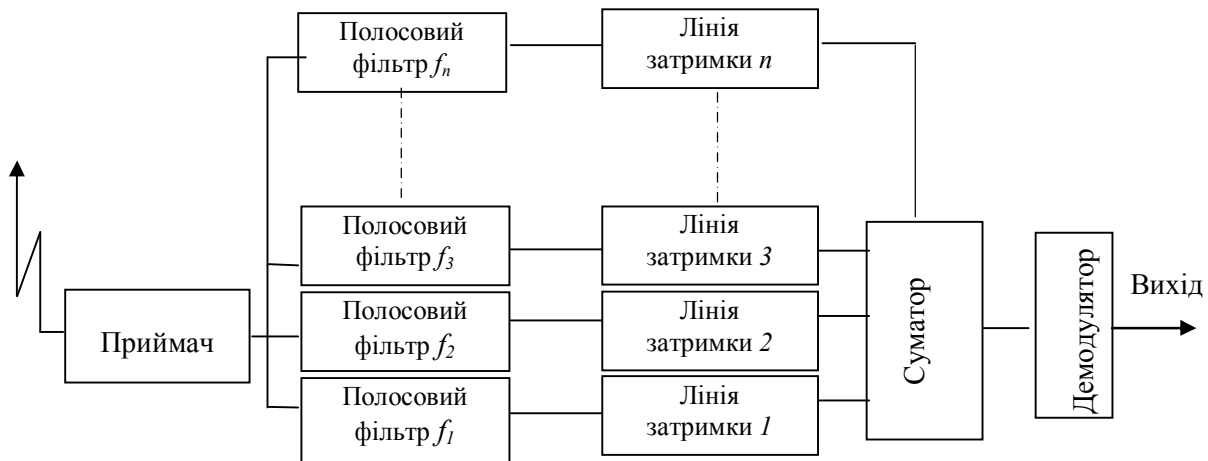 Полосовий
фільтр fn
Лінія
затримки n
Полосовий
фільтр f3
Лінія
затримки 3
Приймач
Полосовий
фільтр f2
Лінія
затримки 2
Полосовий
фільтр f1
Лінія
затримки 1
Суматор
Демодулятор
Вихід